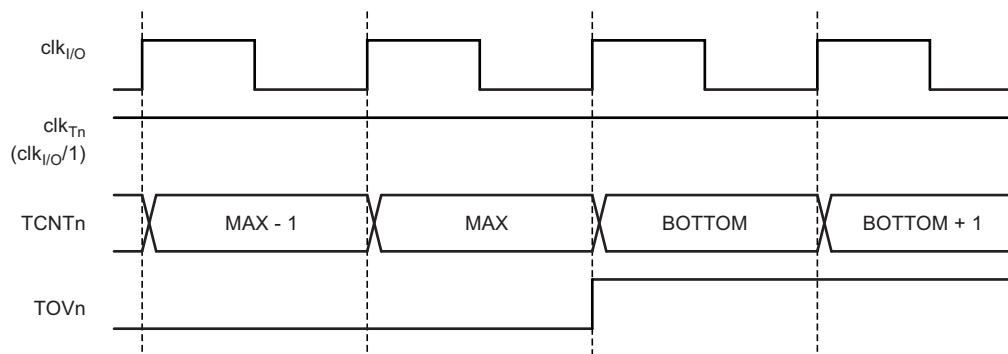 clkI/O
clkTn
(clkI/O/1)
TCNTn MAX - 1 MAX BOTTOM BOTTOM + 1
TOVn